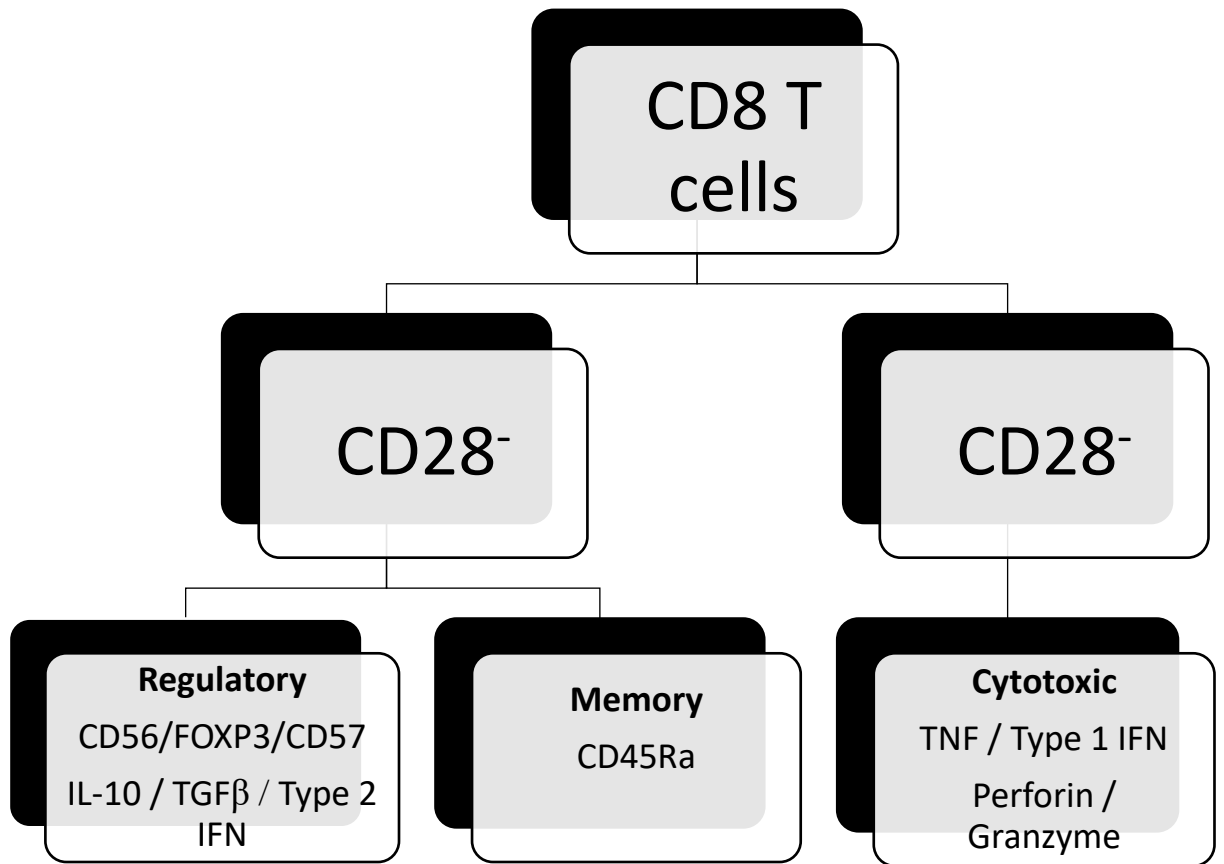 CD8 T
cells
CD28⁻
CD28⁻
Regulatory
CD56/FOXP3/CD57
IL-10 / TGFβ / Type 2
IFN
Memory
CD45Ra
Cytotoxic
TNF / Type 1 IFN
Perforin /
Granzyme